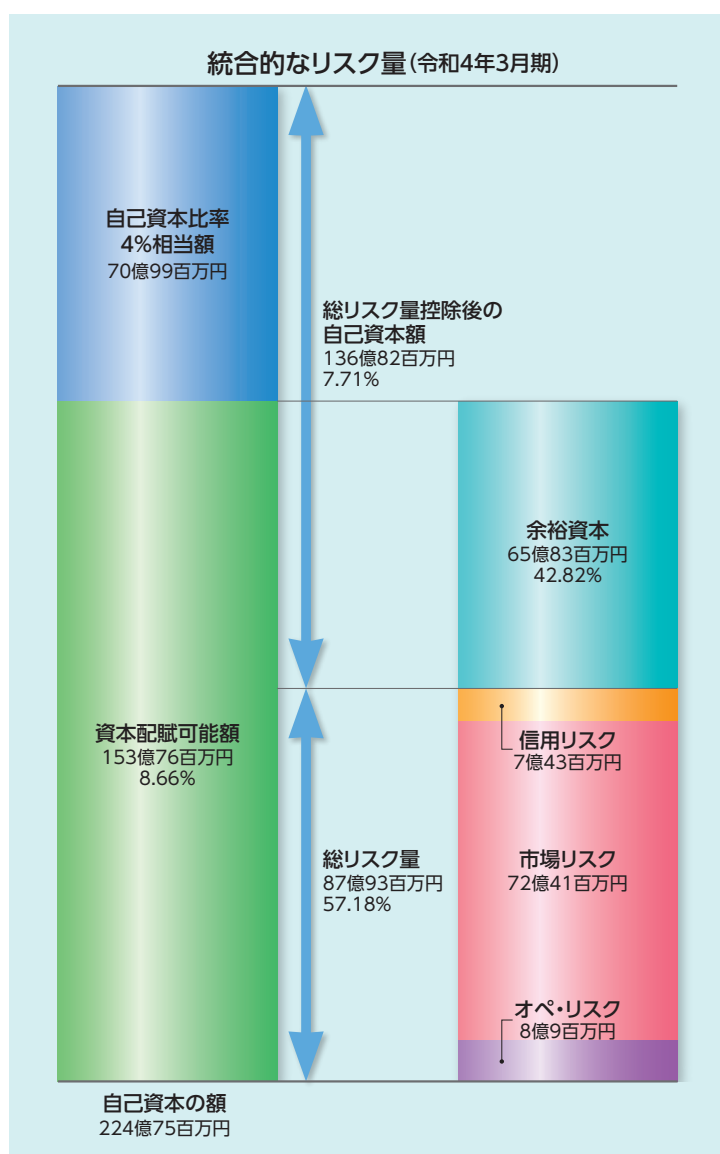 統合的なリスク量(令和4年3月期)
自己資本比率
4%相当額
70億99百万円
総リスク量控除後の
自己資本額
136億82百万円
7.71%
余裕資本
65億83百万円
42.82%
資本配賦可能額
153億76百万円
8.66%
信用リスク
7億43百万円
総リスク量
87億93百万円
57.18%
市場リスク
72億41百万円
オペ・リスク
8億9百万円
自己資本の額
224億75百万円